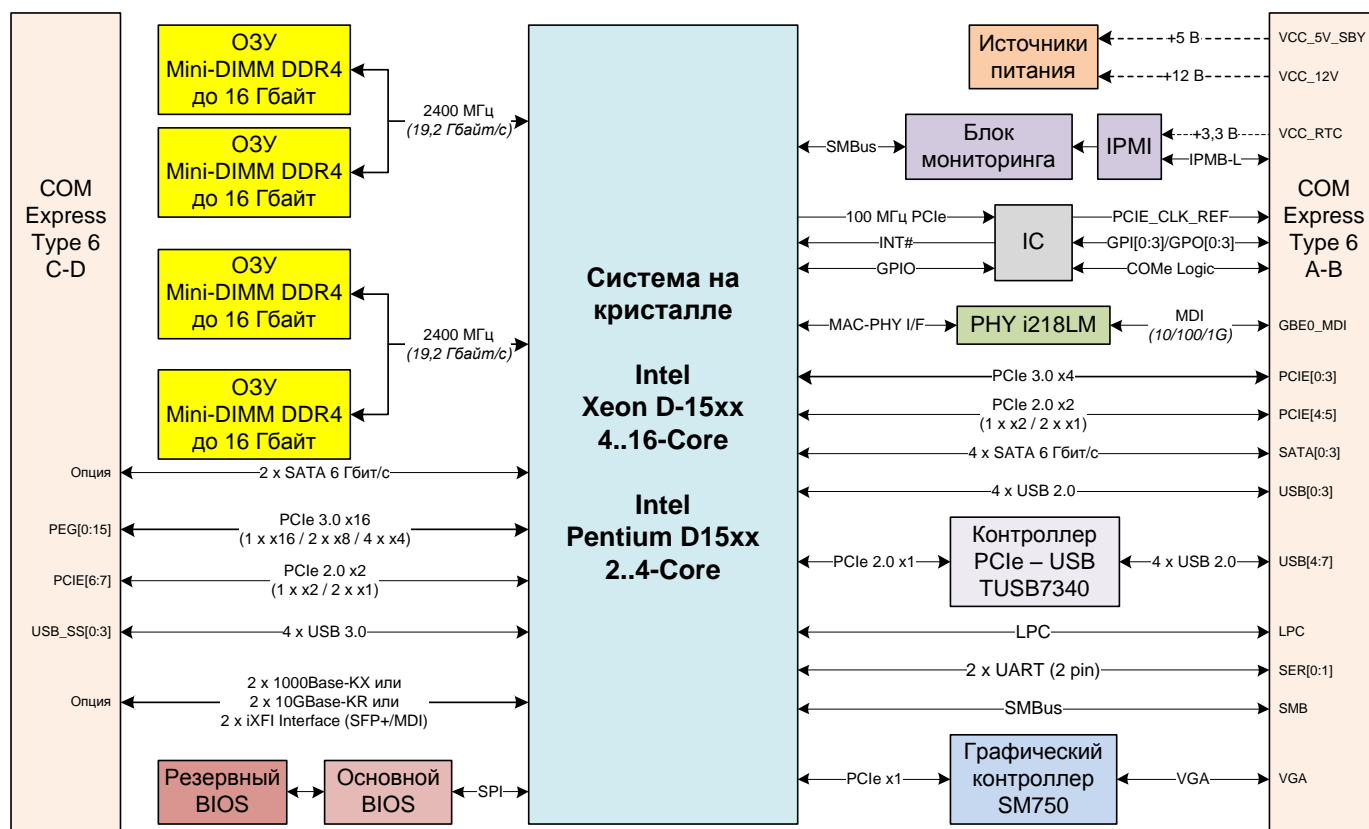 COM
Express
Type 6
C-D
Опция
PEG[0:15]
PCIE[6:7]
USB_SS[0:3]
Опция
ОЗУ
Mini-DIMM DDR4
до 16 Гбайт
ОЗУ
Mini-DIMM DDR4
до 16 Гбайт
2400 МГц
(19,2 Гбайт/с)
ОЗУ
Mini-DIMM DDR4
до 16 Гбайт
ОЗУ
Mini-DIMM DDR4
до 16 Гбайт
2400 МГц
(19,2 Гбайт/с)
2 x SATA 6 Гбит/с
PCIe 3.0 x16
(1 x x16 / 2 x x8 / 4 x x4)
PCIe 2.0 x2
(1 x x2 / 2 x x1)
4 x USB 3.0
2 x 1000Base-KX или
2 x 10GBase-KR или
2 x iXFI Interface (SFP+/MDI)
Резервный
BIOS
Основной
BIOS
SPI
Система на
кристалле
Intel
Xeon D-15xx
4..16-Core
Intel
Pentium D15xx
2..4-Core
Источники
питания
+5 В
+12 В
SMBus
Блок
мониторинга
IPMI
+3,3 В
IPMB-L
100 МГц PCIe
INT#
GPIO
IC
PCIE_CLK_REF
GPI[0:3]/GPO[0:3]
COMe Logic
MAC-PHY I/F
PHY i218LM
MDI
(10/100/1G)
PCIe 3.0 x4
PCIe 2.0 x2
(1 x x2 / 2 x x1)
4 x SATA 6 Гбит/с
4 x USB 2.0
PCIe 2.0 x1
Контроллер
PCIe – USB
TUSB7340
4 x USB 2.0
LPC
2 x UART (2 pin)
SMBus
PCIe x1
Графический
контроллер
SM750
VGA
VCC_5V_SBY
VCC_12V
VCC_RTC
COM
Express
Type 6
A-B
GBE0_MDI
PCIE[0:3]
PCIE[4:5]
SATA[0:3]
USB[0:3]
USB[4:7]
LPC
SER[0:1]
SMB
VGA